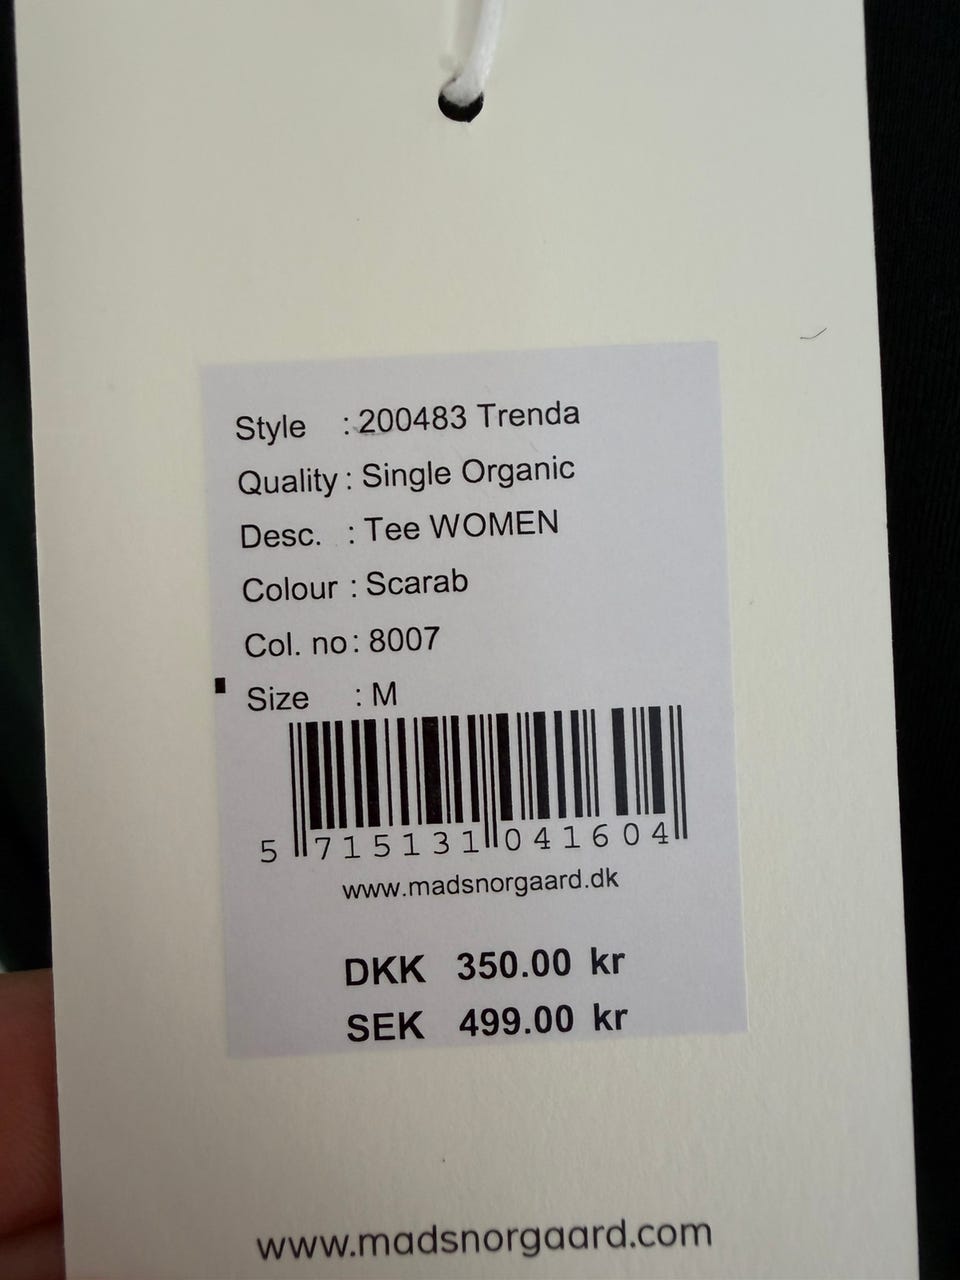 Style : 200483 Trenda
Quality : Single Organic
Desc. : Tee WOMEN
Colour : Scarab
Col. no : 8007
Size : M
5 715131 041604
www.madsnorgaard.dk
DKK 350.00 kr
SEK 499.00 kr
www.madsnorgaard.com